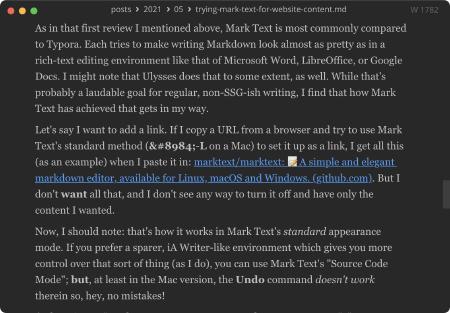 posts > 2021 > 05 > trying-mark-text-for-website-content.md
W 1782
As in that first review I mentioned above, Mark Text is most commonly compared
to Typora. Each tries to make writing Markdown look almost as pretty as in a
rich-text editing environment like that of Microsoft Word, LibreOffice, or Google
Docs. I might note that Ulysses does that to some extent, as well. While that's
probably a laudable goal for regular, non-SSG-ish writing, I find that how Mark
Text has achieved that gets in my way.
Let's say I want to add a link. If I copy a URL from a browser and try to use Mark
Text's standard method (&#8984;-L on a Mac) to set it up as a link, I get all this
(as an example) when I paste it in: marktext/marktext: 📝A simple and elegant
markdown editor, available for Linux, macOS and Windows. (github.com). But I
don't want all that, and I don't see any way to turn it off and have only the
content I wanted.
Now, I should note: that's how it works in Mark Text's standard appearance
mode. If you prefer a sparer, iA Writer-like environment which gives you more
control over that sort of thing (as I do), you can use Mark Text's "Source Code
Mode"; but, at least in the Mac version, the Undo command doesn't work
therein so, hey, no mistakes!